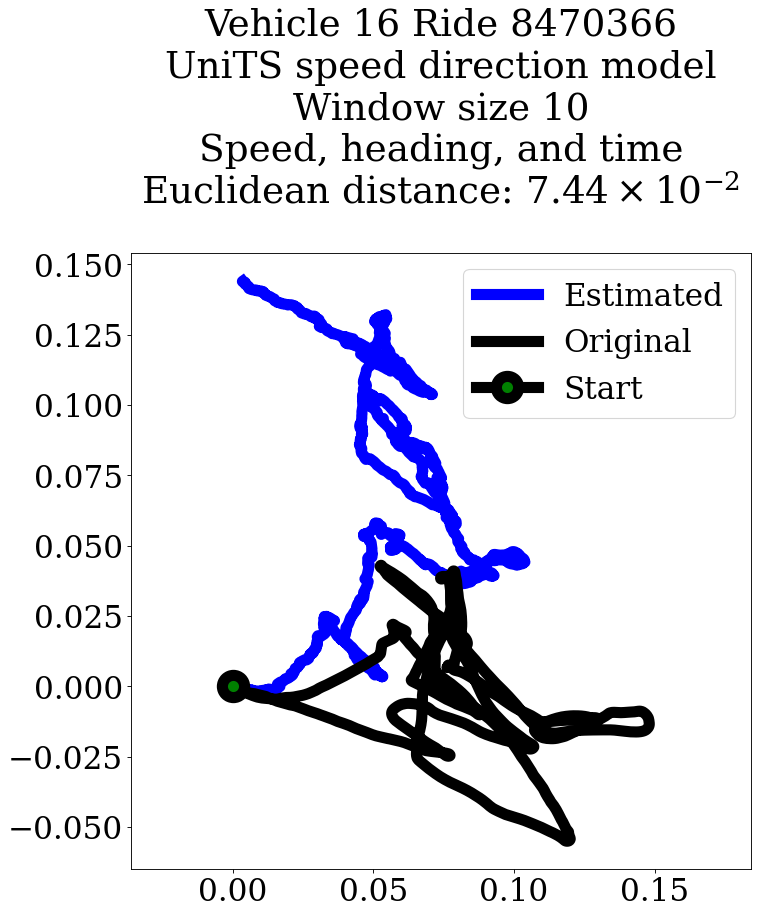 Vehicle 16 Ride 8470366
UniTS speed direction model
Window size 10
Speed, heading, and time
Euclidean distance: 7.44 × 10⁻²
0.150
0.125
0.100
0.075
0.050
0.025
0.000
−0.025
−0.050
Estimated
Original
Start
0.00 0.05 0.10 0.15